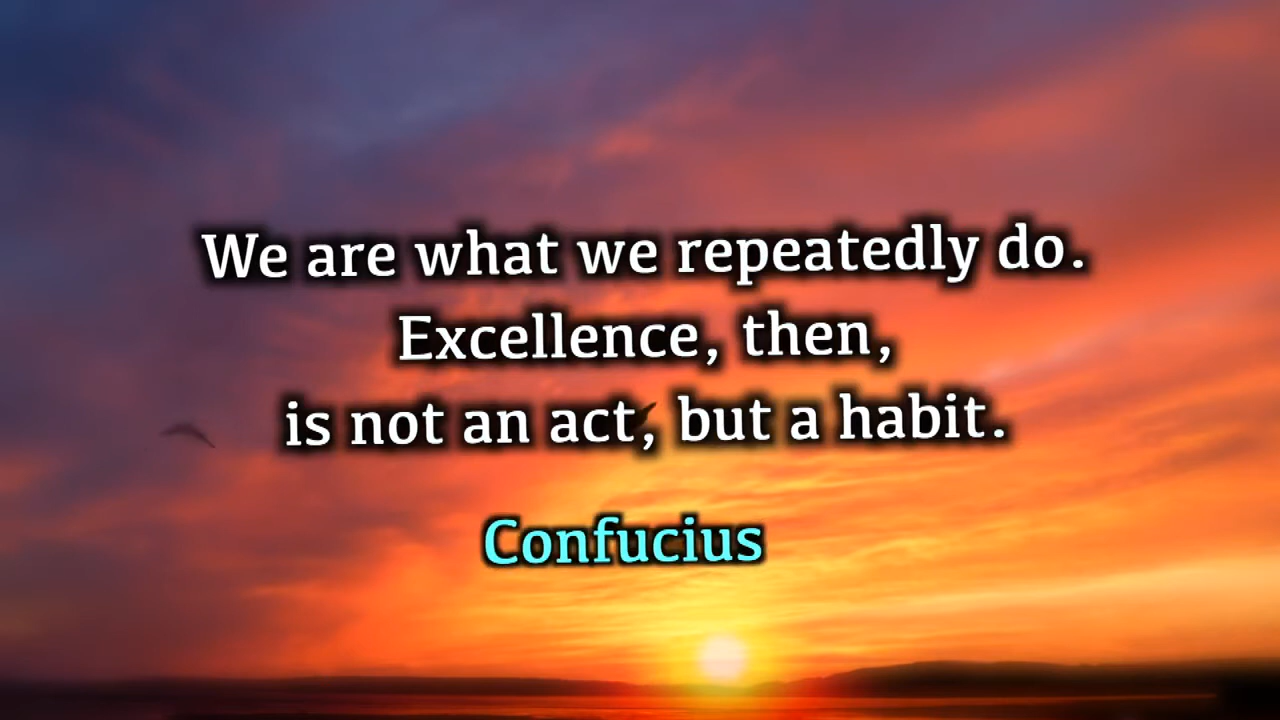 We are what we repeatedly do.
Excellence, then,
is not an act, but a habit.
Confucius